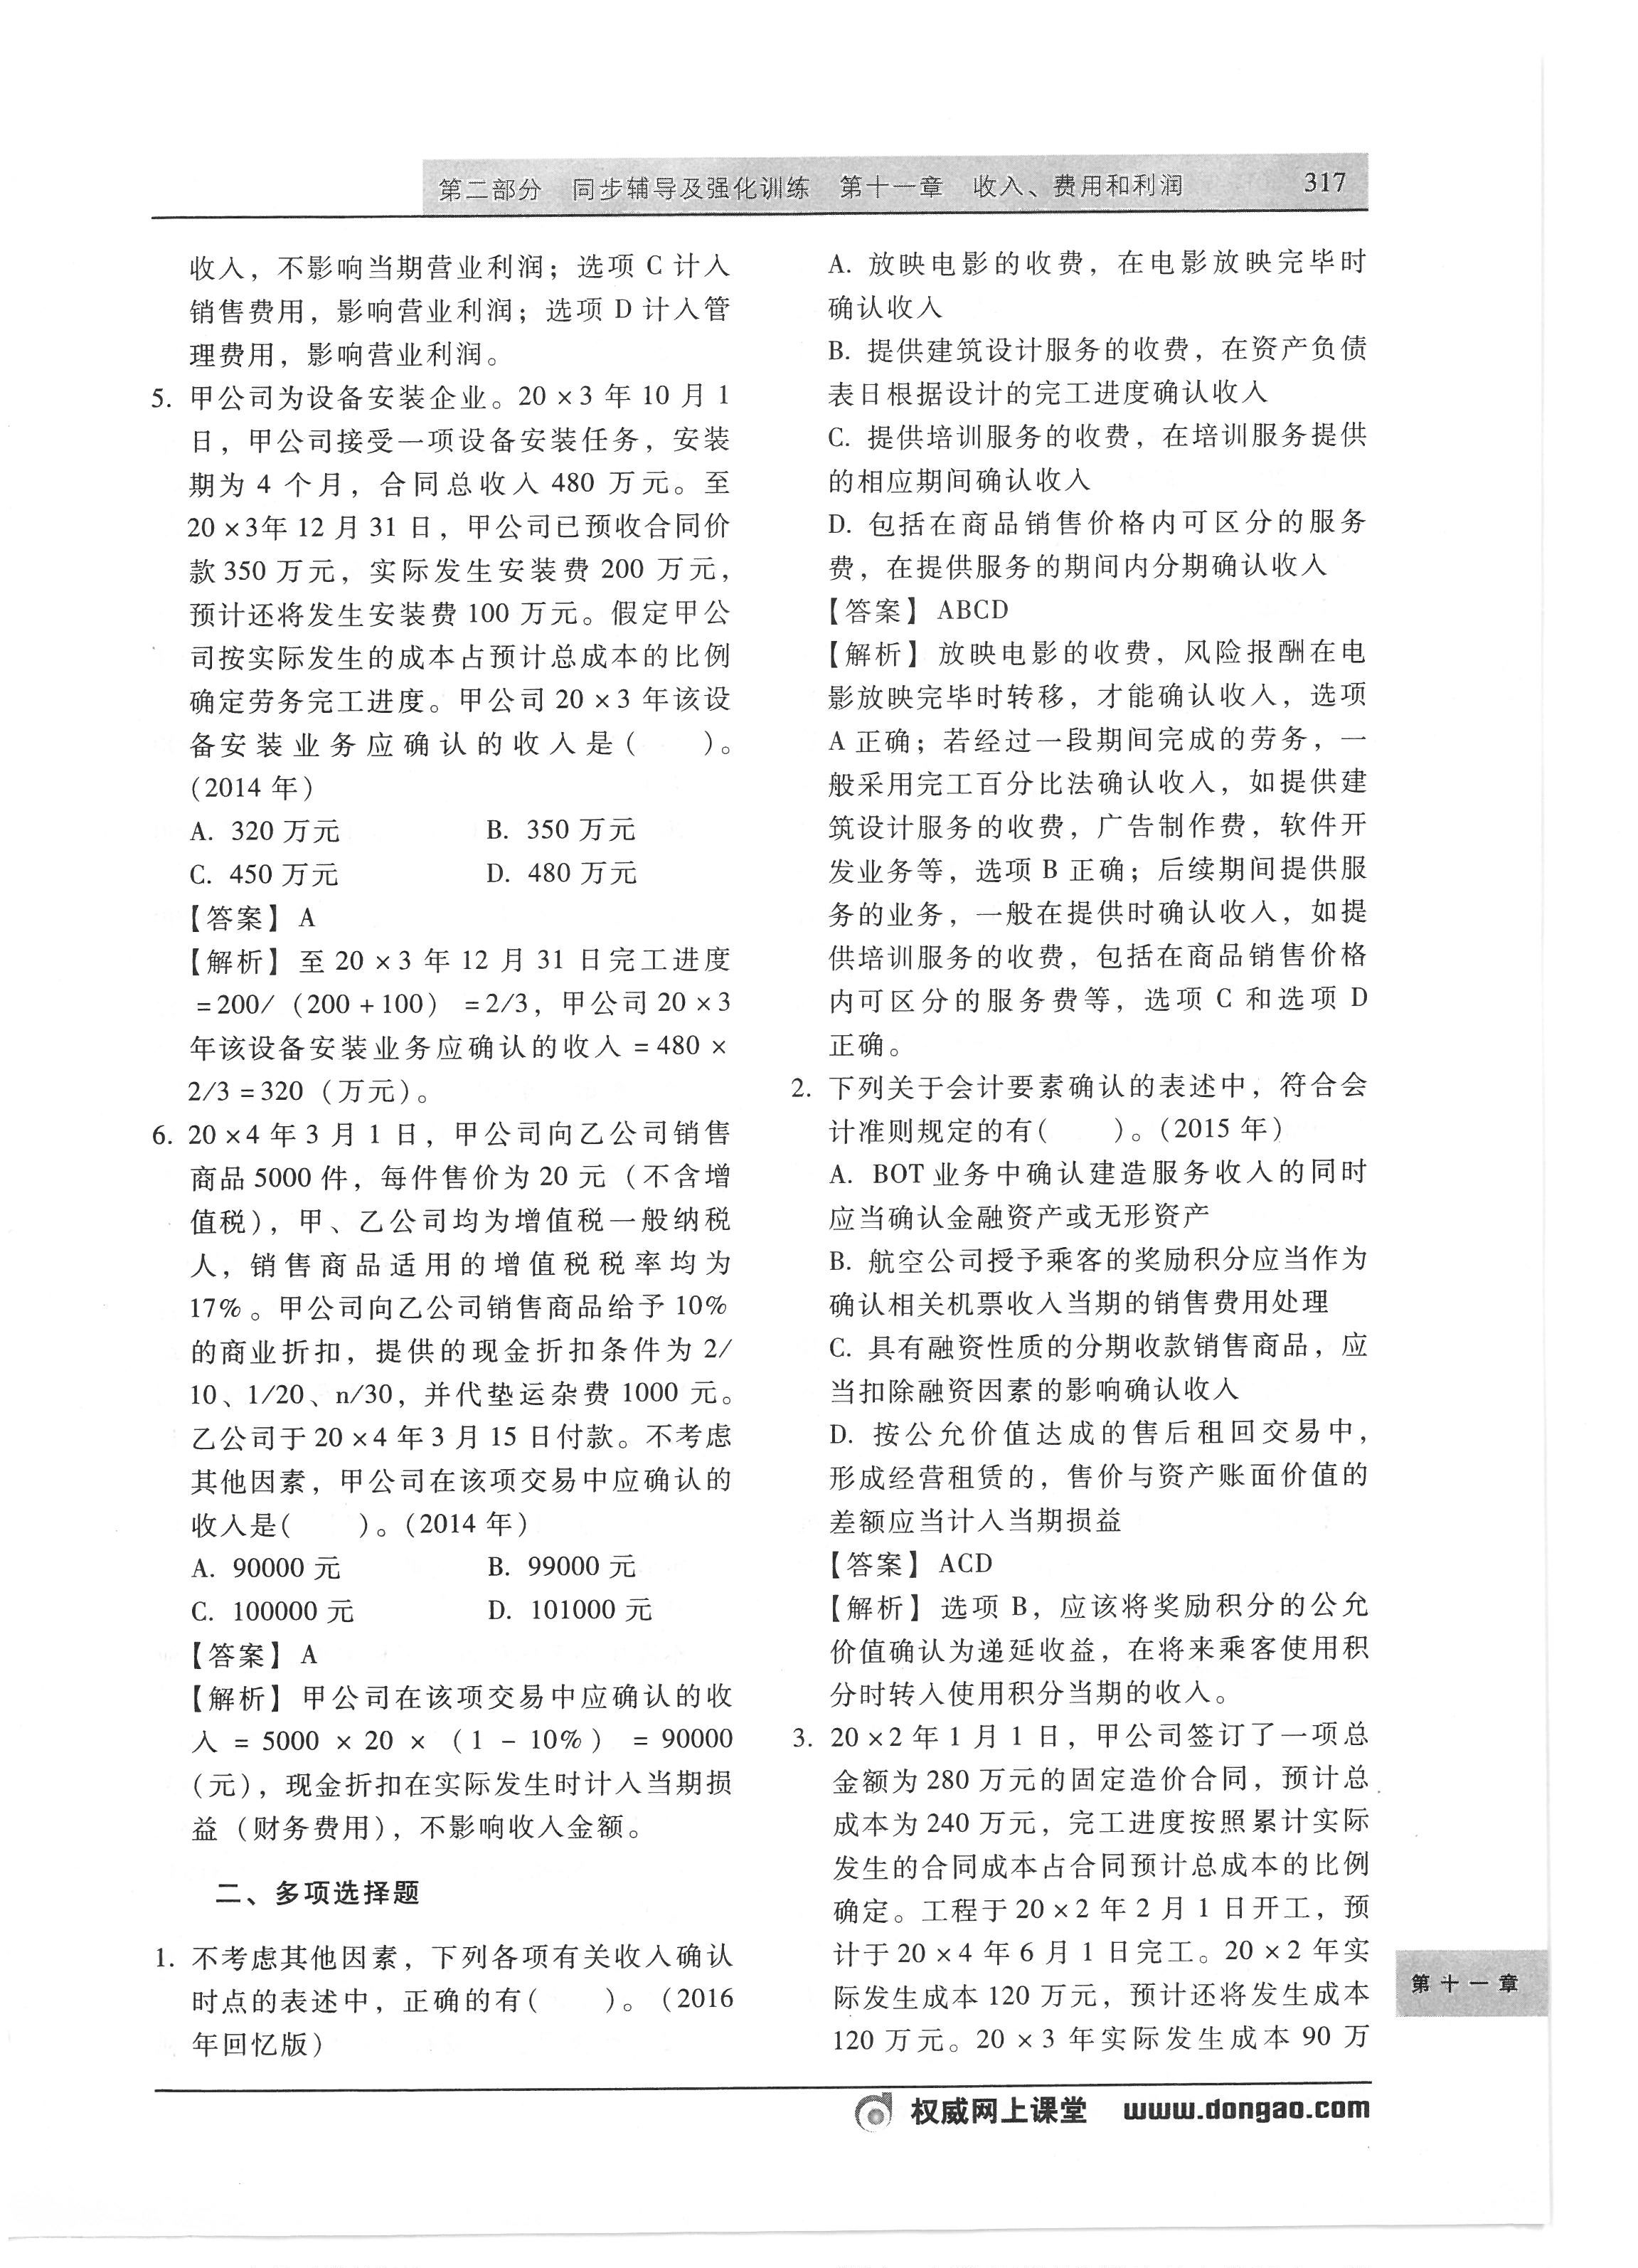 第二部分　同步辅导及强化训练　第十一章　收入、费用和利润　317
收入，不影响当期营业利润；选项 C 计入
销售费用，影响营业利润；选项 D 计入管
理费用，影响营业利润。
5. 甲公司为设备安装企业。20×3 年 10 月 1
日，甲公司接受一项设备安装任务，安装
期为 4 个月，合同总收入 480 万元。至
20×3年 12 月 31 日，甲公司已预收合同价
款 350 万元，实际发生安装费 200 万元，
预计还将发生安装费 100 万元。假定甲公
司按实际发生的成本占预计总成本的比例
确定劳务完工进度。甲公司 20×3 年该设
备安装业务应确认的收入是(　　)。
(2014 年)
A. 320 万元　　B. 350 万元
C. 450 万元　　D. 480 万元
【答案】 A
【解析】 至 20×3 年 12 月 31 日完工进度
=200/（200+100）=2/3，甲公司 20×3
年该设备安装业务应确认的收入 =480×
2/3=320（万元）。
6. 20×4 年 3 月 1 日，甲公司向乙公司销售
商品 5000 件，每件售价为 20 元（不含增
值税），甲、乙公司均为增值税一般纳税
人，销售商品适用的增值税税率均为
17%。甲公司向乙公司销售商品给予 10%
的商业折扣，提供的现金折扣条件为 2/
10、1/20、n/30，并代垫运杂费 1000 元。
乙公司于 20×4 年 3 月 15 日付款。不考虑
其他因素，甲公司在该项交易中应确认的
收入是(　　)。(2014 年)
A. 90000 元　　B. 99000 元
C. 100000 元　　D. 101000 元
【答案】 A
【解析】 甲公司在该项交易中应确认的收
入 = 5000 × 20 ×（1 - 10%）= 90000
（元），现金折扣在实际发生时计入当期损
益（财务费用），不影响收入金额。
二、多项选择题
1. 不考虑其他因素，下列各项有关收入确认
时点的表述中，正确的有(　　)。(2016
年回忆版)
A. 放映电影的收费，在电影放映完毕时
确认收入
B. 提供建筑设计服务的收费，在资产负债
表日根据设计的完工进度确认收入
C. 提供培训服务的收费，在培训服务提供
的相应期间确认收入
D. 包括在商品销售价格内可区分的服务
费，在提供服务的期间内分期确认收入
【答案】 ABCD
【解析】 放映电影的收费，风险报酬在电
影放映完毕时转移，才能确认收入，选项
A 正确；若经过一段期间完成的劳务，一
般采用完工百分比法确认收入，如提供建
筑设计服务的收费，广告制作费，软件开
发业务等，选项 B 正确；后续期间提供服
务的业务，一般在提供时确认收入，如提
供培训服务的收费，包括在商品销售价格
内可区分的服务费等，选项 C 和选项 D
正确。
2. 下列关于会计要素确认的表述中，符合会
计准则规定的有(　　)。(2015 年)
A. BOT 业务中确认建造服务收入的同时
应当确认金融资产或无形资产
B. 航空公司授予乘客的奖励积分应当作为
确认相关机票收入当期的销售费用处理
C. 具有融资性质的分期收款销售商品，应
当扣除融资因素的影响确认收入
D. 按公允价值达成的售后租回交易中，
形成经营租赁的，售价与资产账面价值的
差额应当计入当期损益
【答案】 ACD
【解析】 选项 B，应该将奖励积分的公允
价值确认为递延收益，在将来乘客使用积
分时转入使用积分当期的收入。
3. 20×2 年 1 月 1 日，甲公司签订了一项总
金额为 280 万元的固定造价合同，预计总
成本为 240 万元，完工进度按照累计实际
发生的合同成本占合同预计总成本的比例
确定。工程于 20×2 年 2 月 1 日开工，预
计于 20×4 年 6 月 1 日完工。20×2 年实
际发生成本 120 万元，预计还将发生成本
120 万元。20×3 年实际发生成本 90 万
第十一章
权威网上课堂　www.dongao.com